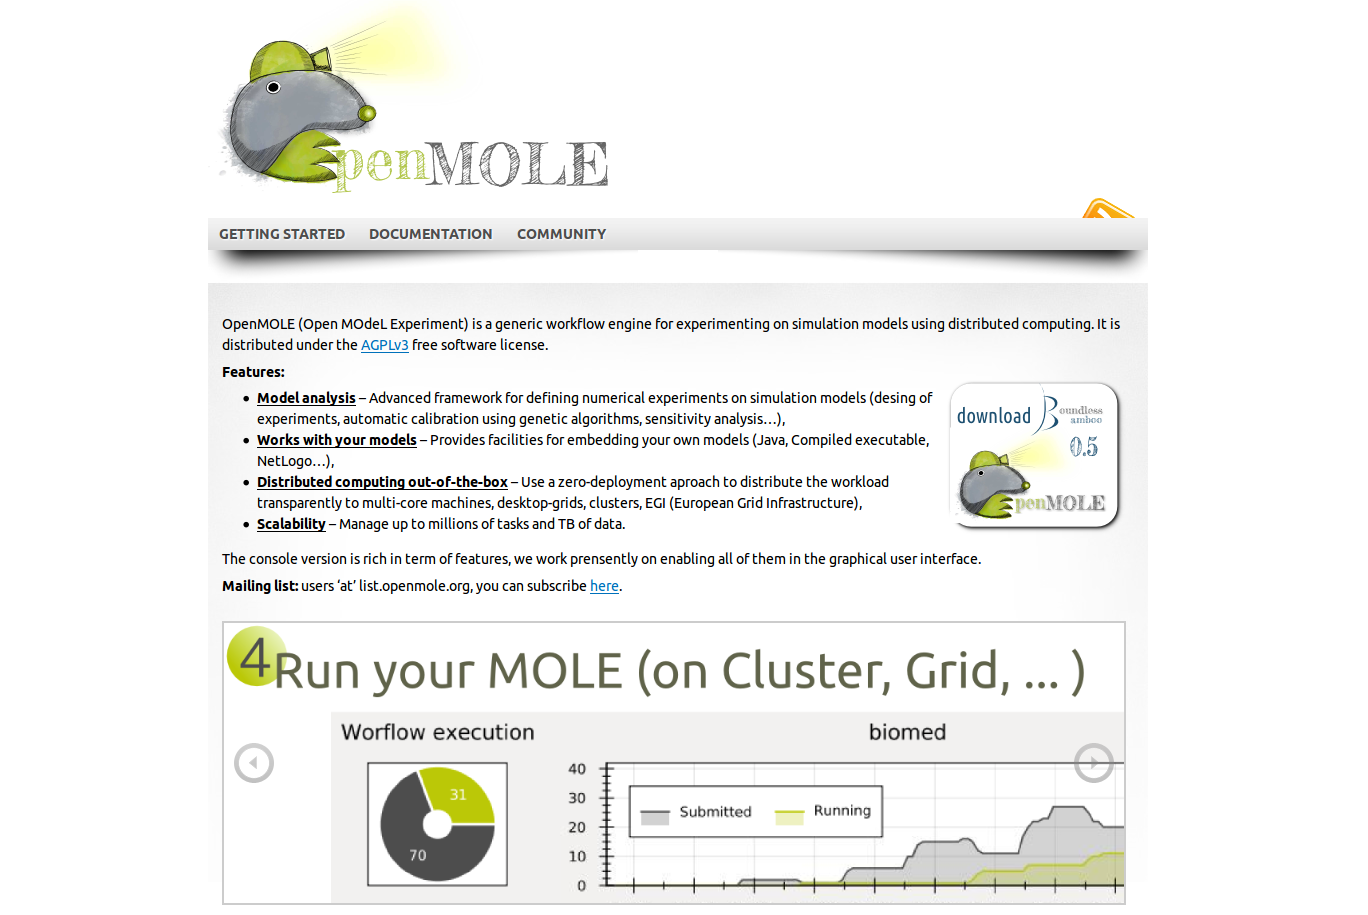 penMOLE
GETTING STARTED DOCUMENTATION COMMUNITY
OpenMOLE (Open MOdeL Experiment) is a generic workflow engine for experimenting on simulation models using distributed computing. It is
distributed under the AGPLv3 free software license.
Features:
Model analysis – Advanced framework for defining numerical experiments on simulation models (desing of
experiments, automatic calibration using genetic algorithms, sensitivity analysis…),
Works with your models – Provides facilities for embedding your own models (Java, Compiled executable,
NetLogo…),
Distributed computing out-of-the-box – Use a zero-deployment aproach to distribute the workload
transparently to multi-core machines, desktop-grids, clusters, EGI (European Grid Infrastructure),
Scalability – Manage up to millions of tasks and TB of data.
download Boundless
amboo
0.5
penMOLE
The console version is rich in term of features, we work prensently on enabling all of them in the graphical user interface.
Mailing list: users ‘at’ list.openmole.org, you can subscribe here.
4 Run your MOLE (on Cluster, Grid, ... )
Worflow execution
biomed
31
70
40
30
20
10
0
Submitted Running